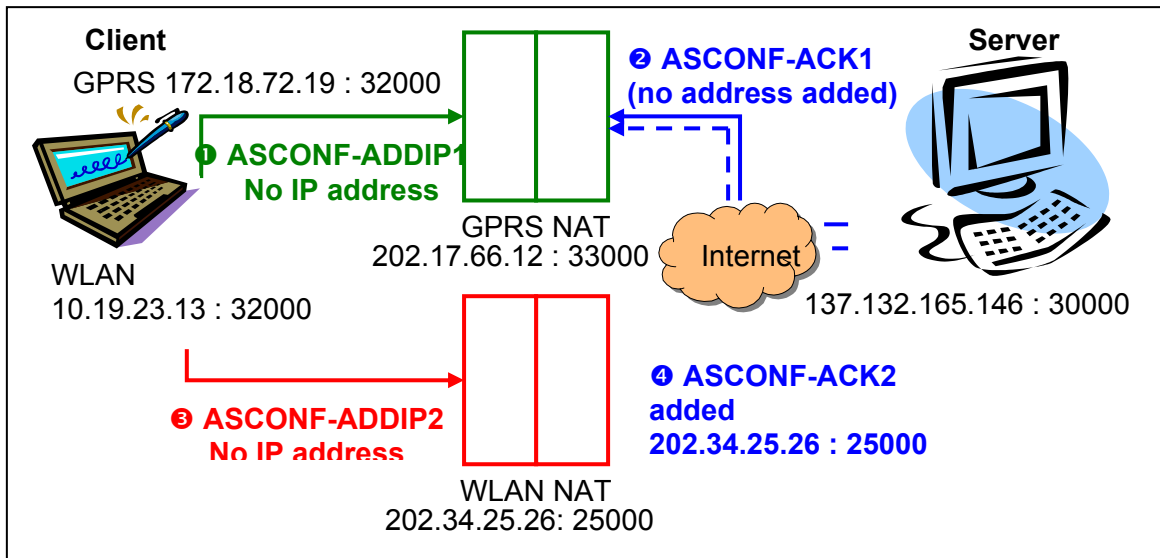 Client
Server
GPRS 172.18.72.19 : 32000
❷ ASCONF-ACK1
(no address added)
❶ ASCONF-ADDIP1
No IP address
GPRS NAT
202.17.66.12 : 33000
Internet
WLAN
10.19.23.13 : 32000
137.132.165.146 : 30000
❸ ASCONF-ADDIP2
No IP address
❹ ASCONF-ACK2
added
202.34.25.26 : 25000
WLAN NAT
202.34.25.26: 25000